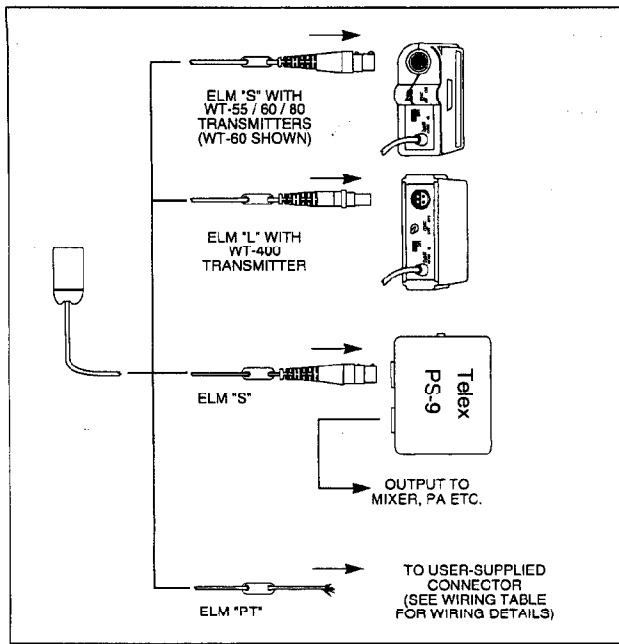 ELM "S" WITH
WT-55 / 60 / 80
TRANSMITTERS
(WT-60 SHOWN)
ELM "L" WITH
WT-400
TRANSMITTER
ELM "S"
Telex
PS-9
OUTPUT TO
MIXER, PA ETC.
ELM "PT"
TO USER-SUPPLIED
CONNECTOR
(SEE WIRING TABLE
FOR WIRING DETAILS)